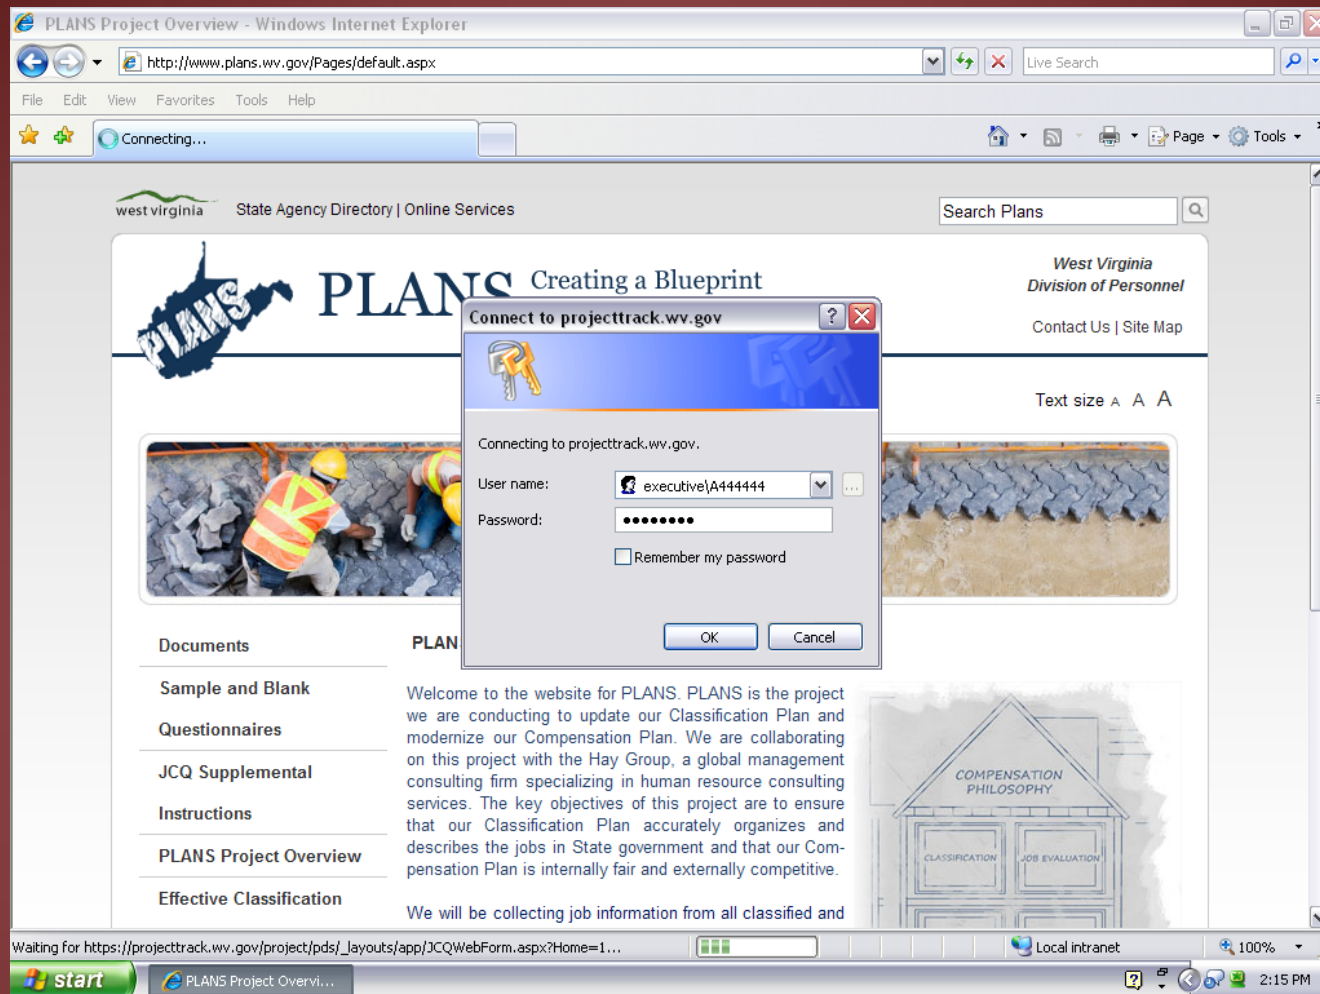 PLANS Project Overview - Windows Internet Explorer
http://www.plans.wv.gov/Pages/default.aspx
Live Search
File Edit View Favorites Tools Help
Connecting...
Page Tools
west virginia State Agency Directory | Online Services
Search Plans
PLANS
PLANS Creating a Blueprint
West Virginia
Division of Personnel
Contact Us | Site Map
Text size A A A
Connect to projecttrack.wv.gov
Connecting to projecttrack.wv.gov.
User name: executive\A444444
Password: ●●●●●●●●
Remember my password
OK Cancel
Documents
Sample and Blank
Questionnaires
JCQ Supplemental
Instructions
PLANS Project Overview
Effective Classification
PLAN
Welcome to the website for PLANS. PLANS is the project
we are conducting to update our Classification Plan and
modernize our Compensation Plan. We are collaborating
on this project with the Hay Group, a global management
consulting firm specializing in human resource consulting
services. The key objectives of this project are to ensure
that our Classification Plan accurately organizes and
describes the jobs in State government and that our Com-
pensation Plan is internally fair and externally competitive.
We will be collecting job information from all classified and
COMPENSATION
PHILOSOPHY
CLASSIFICATION
JOB EVALUATION
Waiting for https://projecttrack.wv.gov/project/pds/_layouts/app/JCQWebForm.aspx?Home=1...
Local intranet
100%
start
PLANS Project Overvi...
2:15 PM